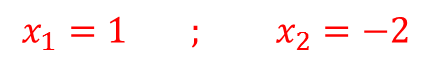 x₁ = 1 ; x₂ = −2